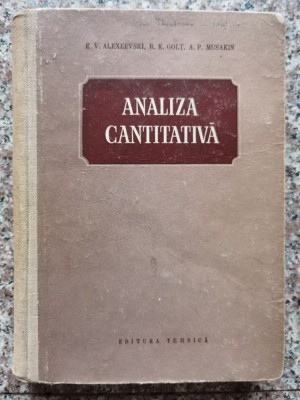 E. V. ALEXEEVSKI, R. K. GOLȚ, A. P. MUSAKIN
ANALIZA
CANTITATIVĂ
EDITURA TEHNICĂ